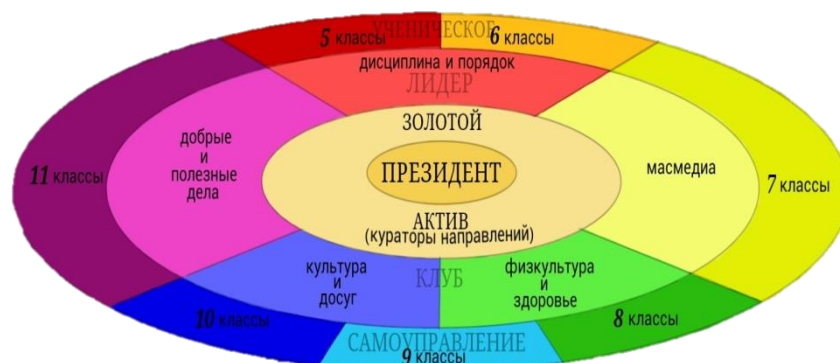 УЧЕНИЧЕСКОЕ
5 классы
6 классы
дисциплина и порядок
ЛИДЕР
ЗОЛОТОЙ
добрые
и
полезные
дела
ПРЕЗИДЕНТ
масмедиа
11 классы
7 классы
АКТИВ
(кураторы направлений)
культура
и
досуг
КЛУБ
физкультура
и
здоровье
10 классы
8 классы
САМОУПРАВЛЕНИЕ
9 классы